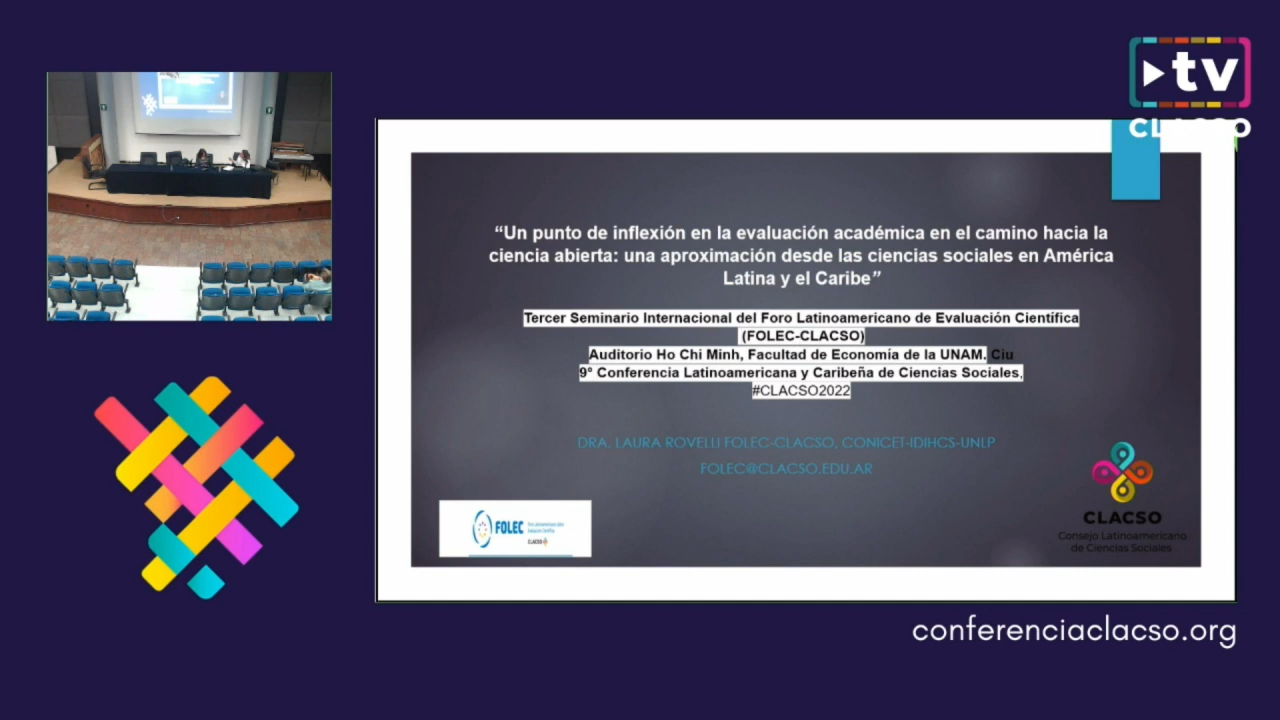 tv
CLACSO
“Un punto de inflexión en la evaluación académica en el camino hacia la
ciencia abierta: una aproximación desde las ciencias sociales en América
Latina y el Caribe”
Tercer Seminario Internacional del Foro Latinoamericano de Evaluación Científica
(FOLEC-CLACSO)
Auditorio Ho Chi Minh, Facultad de Economía de la UNAM. Ciu
9° Conferencia Latinoamericana y Caribeña de Ciencias Sociales,
#CLACSO2022
DRA. LAURA ROVELLI FOLEC-CLACSO, CONICET-IDIHCS-UNLP
FOLEC@CLACSO.EDU.AR
FOLEC
CLACSO
CLACSO
Consejo Latinoamericano
de Ciencias Sociales
conferenciaclacso.org